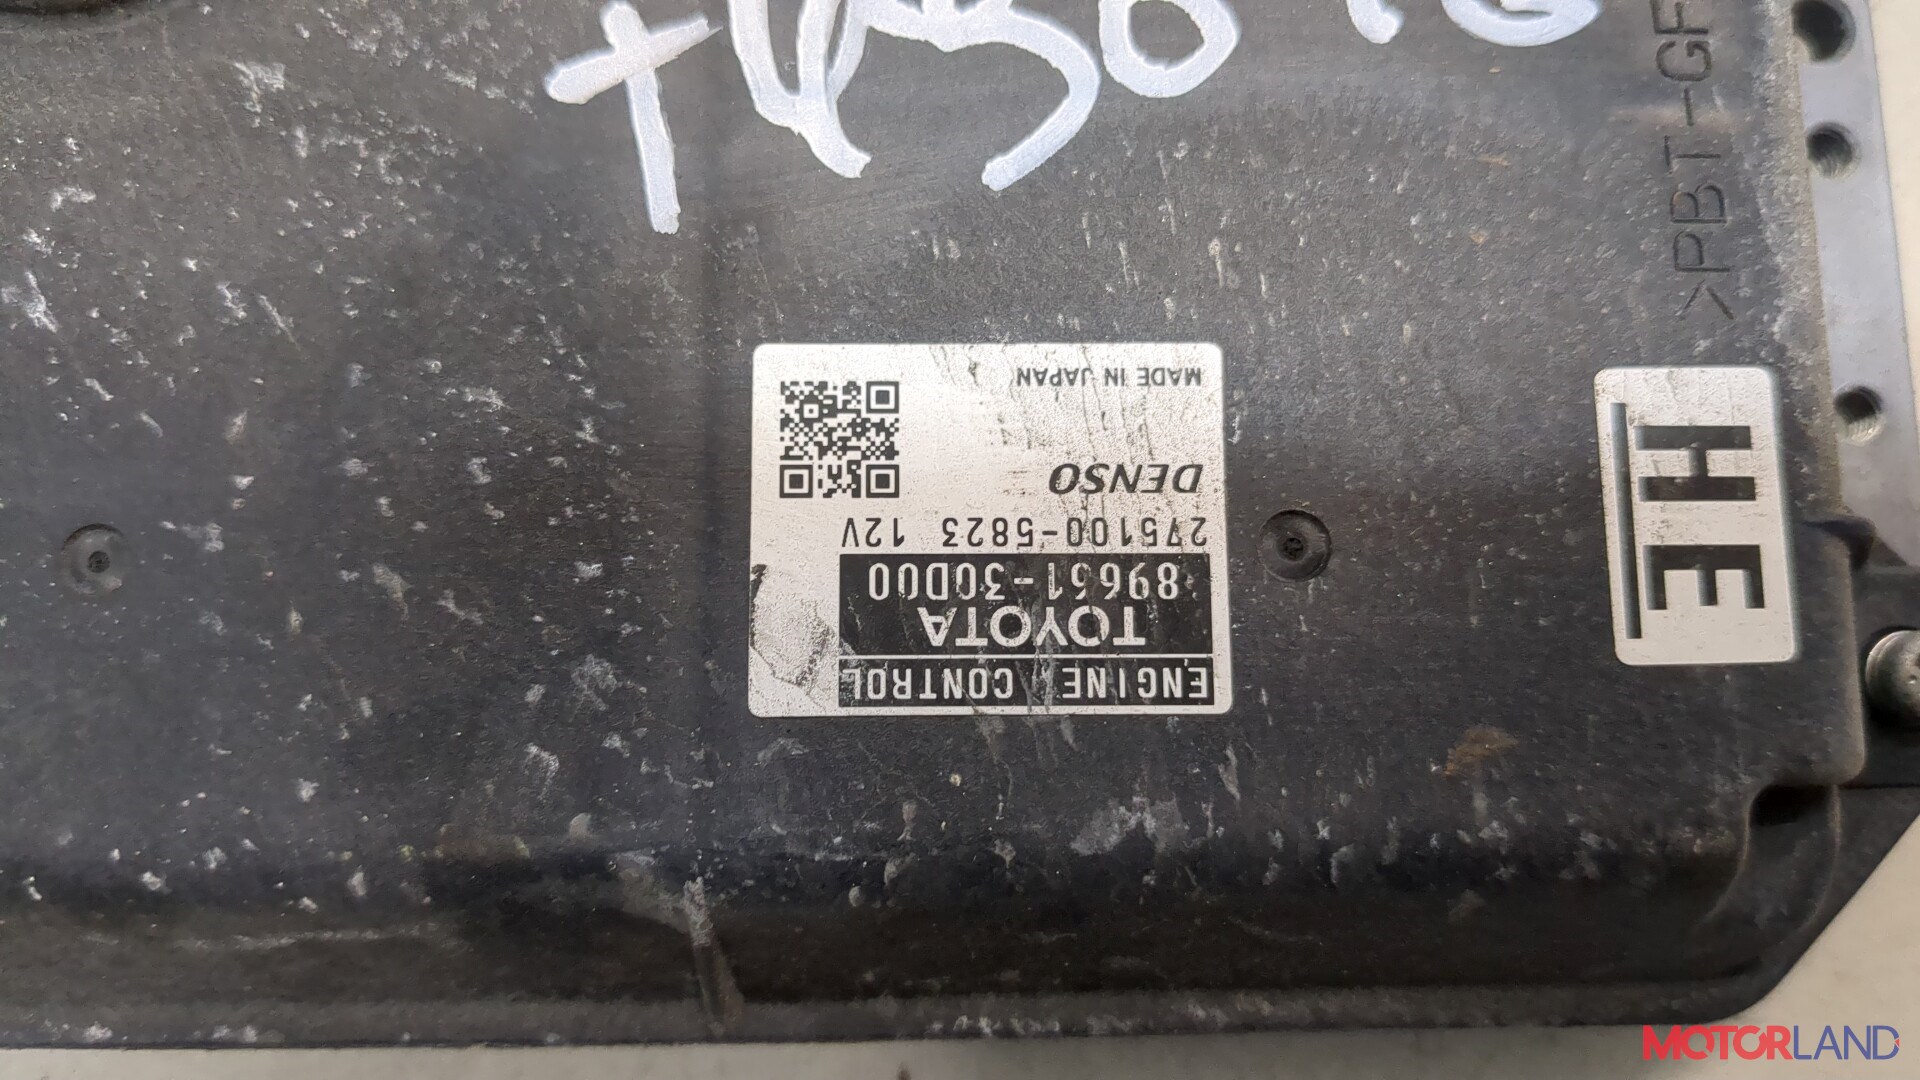 ENGINE CONTROL
TOYOTA
89661-30D00
275100-5823 12V
DENSO
MADE IN JAPAN
HE
>PBT-GF
MOTORLAND